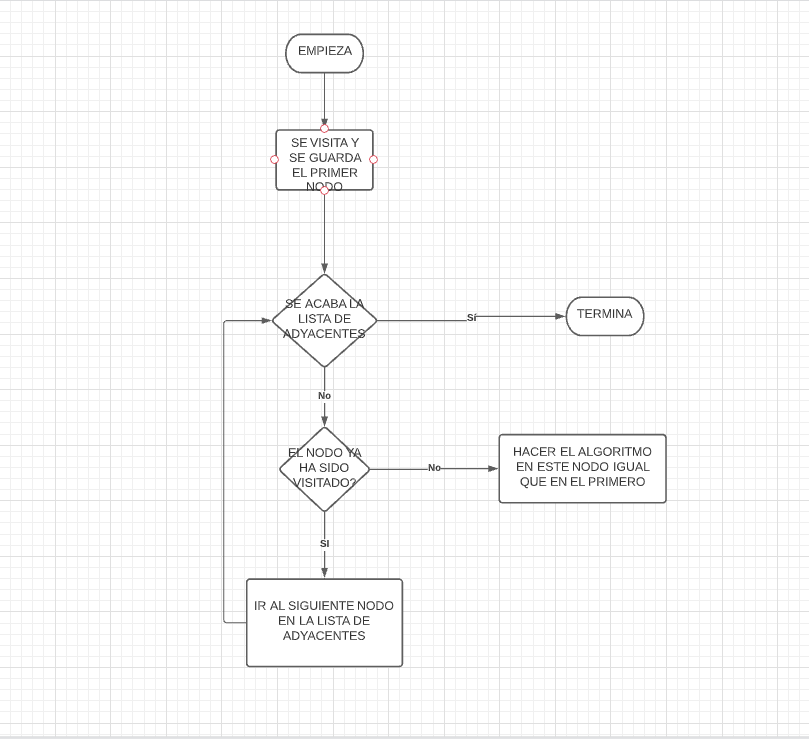 EMPIEZA
SE VISITA Y
SE GUARDA
EL PRIMER
NODO
SE ACABA LA
LISTA DE
ADYACENTES
Sí
TERMINA
No
EL NODO YA
HA SIDO
VISITADO?
No
HACER EL ALGORITMO
EN ESTE NODO IGUAL
QUE EN EL PRIMERO
SI
IR AL SIGUIENTE NODO
EN LA LISTA DE
ADYACENTES